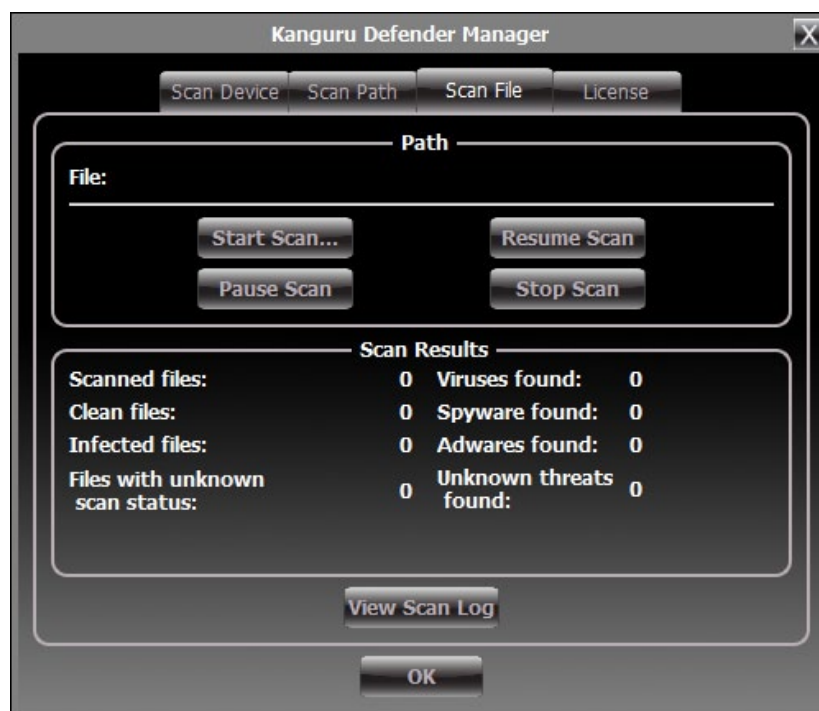 Kanguru Defender Manager
X
Scan Device Scan Path Scan File License
Path
File:
Start Scan... Resume Scan
Pause Scan Stop Scan
Scan Results
Scanned files: 0 Viruses found: 0
Clean files: 0 Spyware found: 0
Infected files: 0 Adwares found: 0
Files with unknown
scan status: 0 Unknown threats
found: 0
View Scan Log
OK